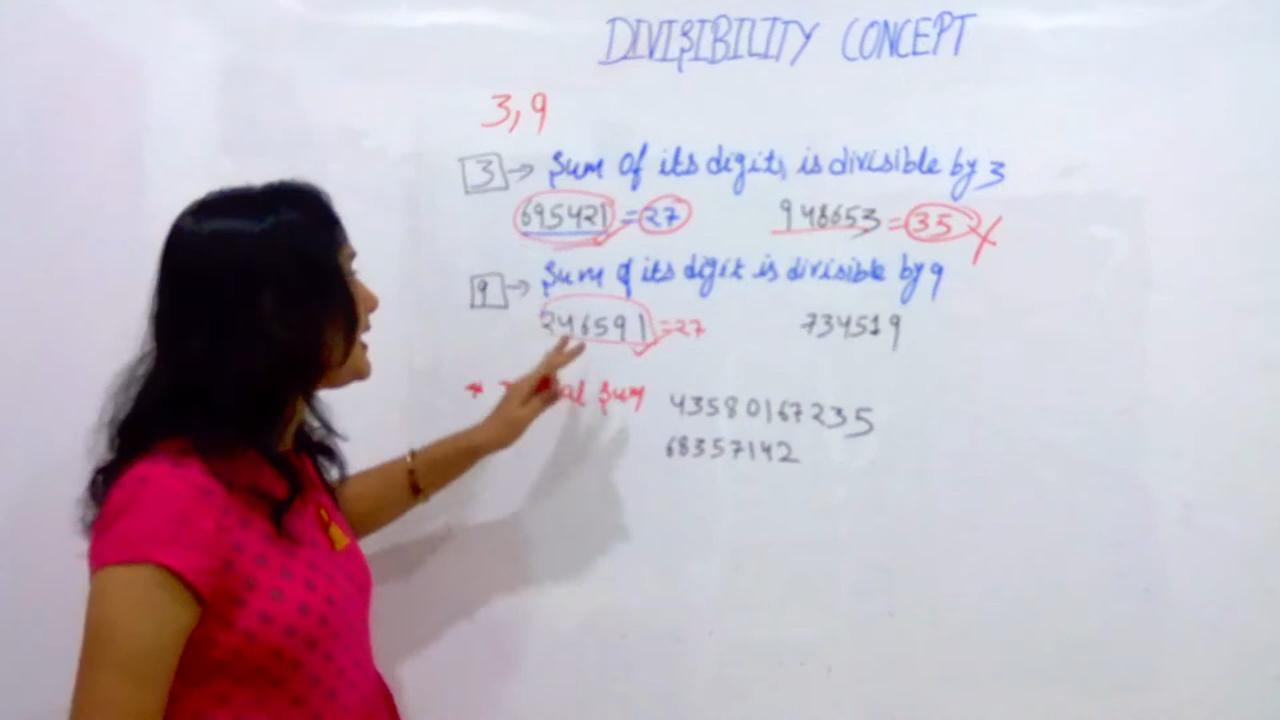 DIVISIBILITY CONCEPT
3,9
3 → Sum of its digits is divisible by 3
695421 = 27 948653 = 35 X
9 → Sum of its digit is divisible by 9
246591 = 27 734519
* Sum 43580167235
68357142